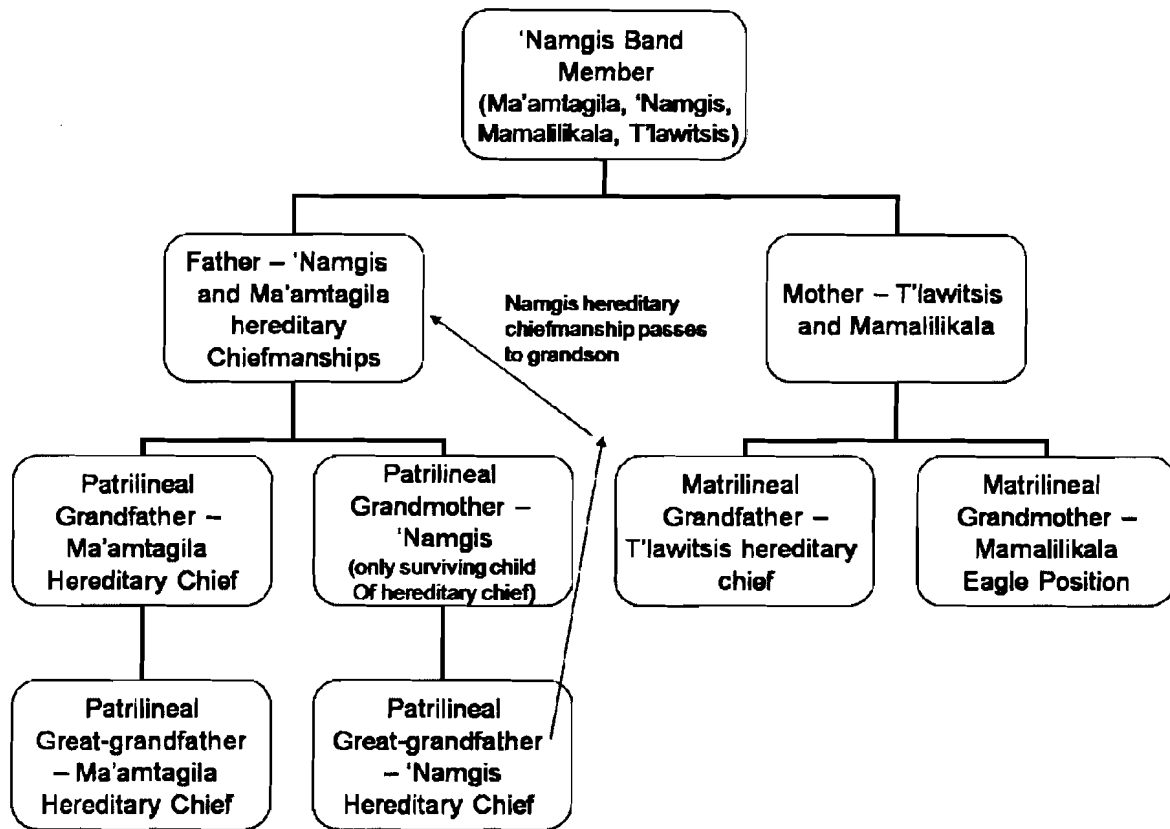 ‘Namgis Band
Member
(Ma’amtagila, ‘Namgis,
Mamalilikala, T’lawitsis)
Father – ‘Namgis
and Ma’amtagila
hereditary
Chiefmanships
Namgis hereditary
chiefmanship passes
to grandson
Mother – T’lawitsis
and Mamalilikala
Patrilineal
Grandfather –
Ma’amtagila
Hereditary Chief
Patrilineal
Grandmother –
‘Namgis
(only surviving child
Of hereditary chief)
Matrilineal
Grandfather –
T’lawitsis hereditary
chief
Matrilineal
Grandmother –
Mamalilikala
Eagle Position
Patrilineal
Great-grandfather
– Ma’amtagila
Hereditary Chief
Patrilineal
Great-grandfather
– ‘Namgis
Hereditary Chief